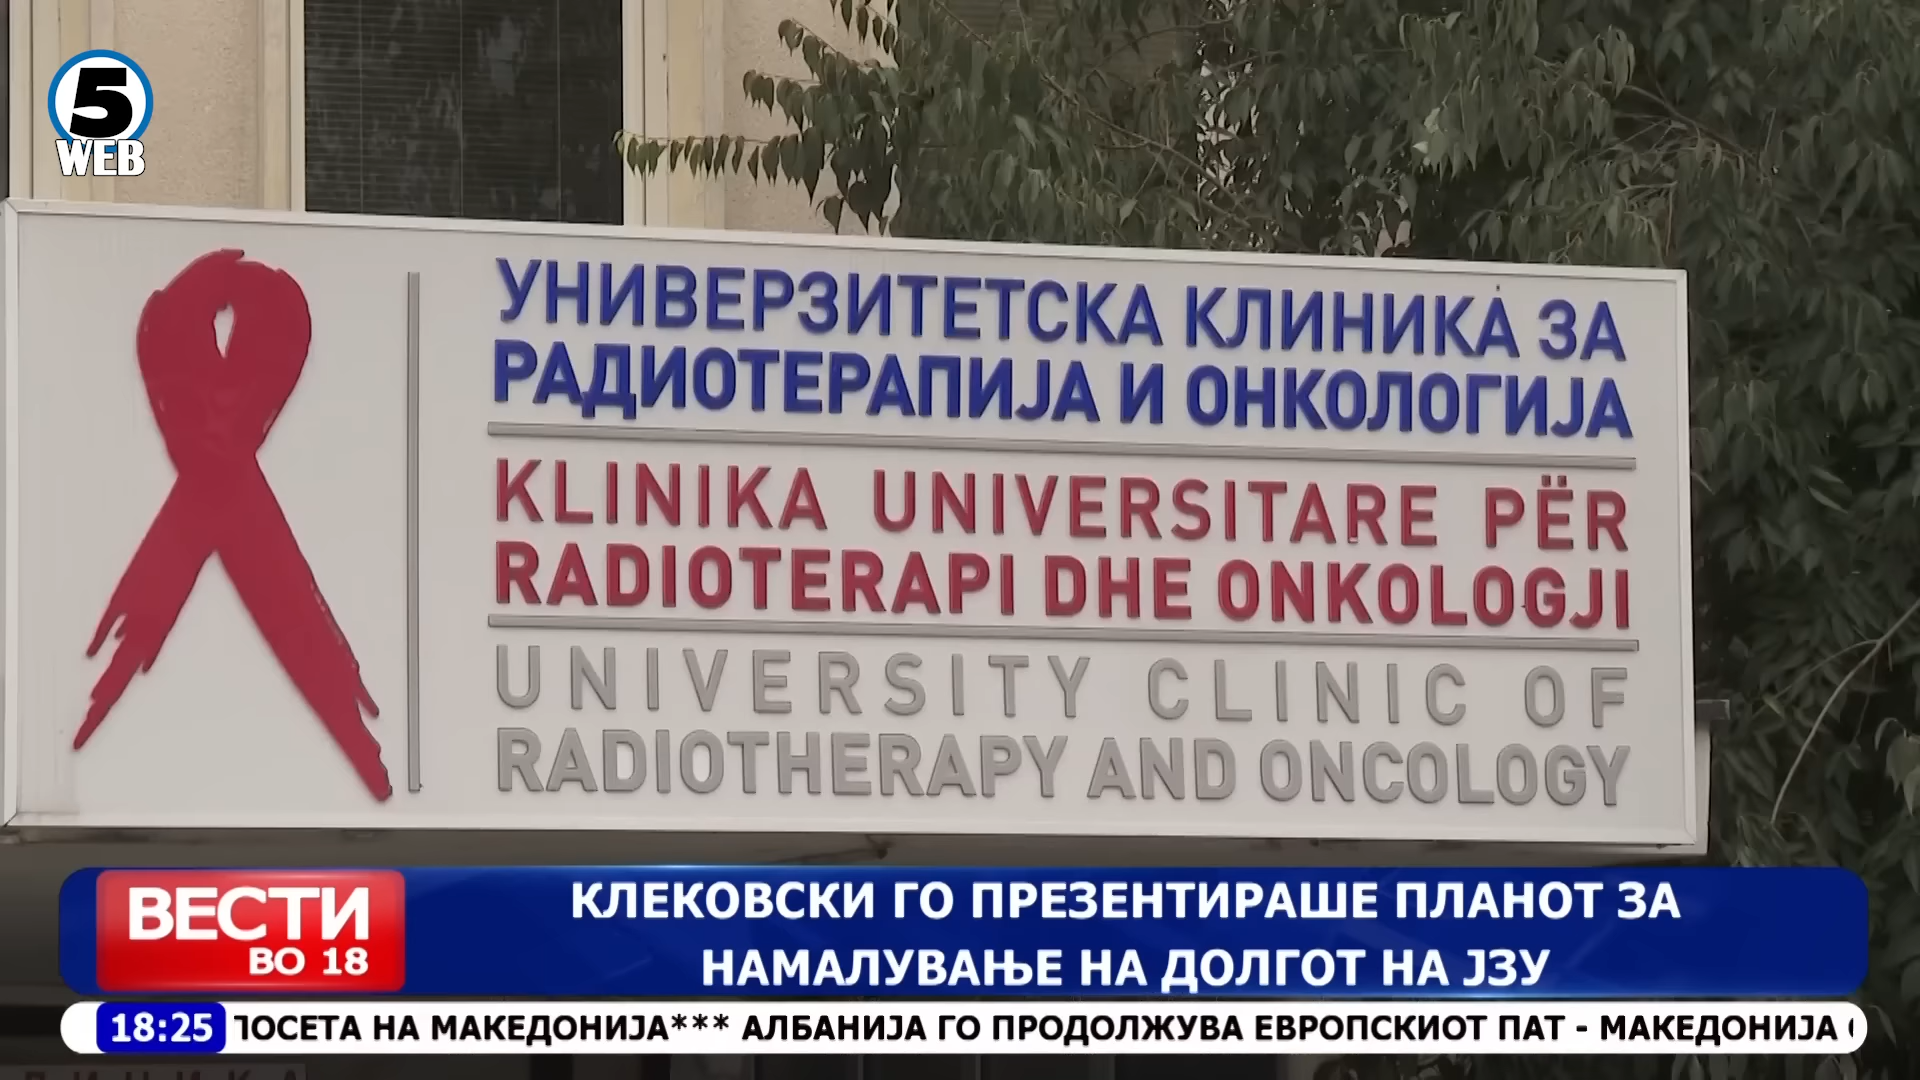 5
WEB
УНИВЕРЗИТЕТСКА КЛИНИКА ЗА
РАДИОТЕРАПИЈА И ОНКОЛОГИЈА
KLINIKA UNIVERSITARE PËR
RADIOTERAPI DHE ONKOLOGJI
UNIVERSITY CLINIC OF
RADIOTHERAPY AND ONCOLOGY
ВЕСТИ
ВО 18
КЛЕКОВСКИ ГО ПРЕЗЕНТИРАШЕ ПЛАНОТ ЗА
НАМАЛУВАЊЕ НА ДОЛГОТ НА ЈЗУ
18:25 ПОСЕТА НА МАКЕДОНИЈА*** АЛБАНИЈА ГО ПРОДОЛЖУВА ЕВРОПСКИОТ ПАТ - МАКЕДОНИЈА